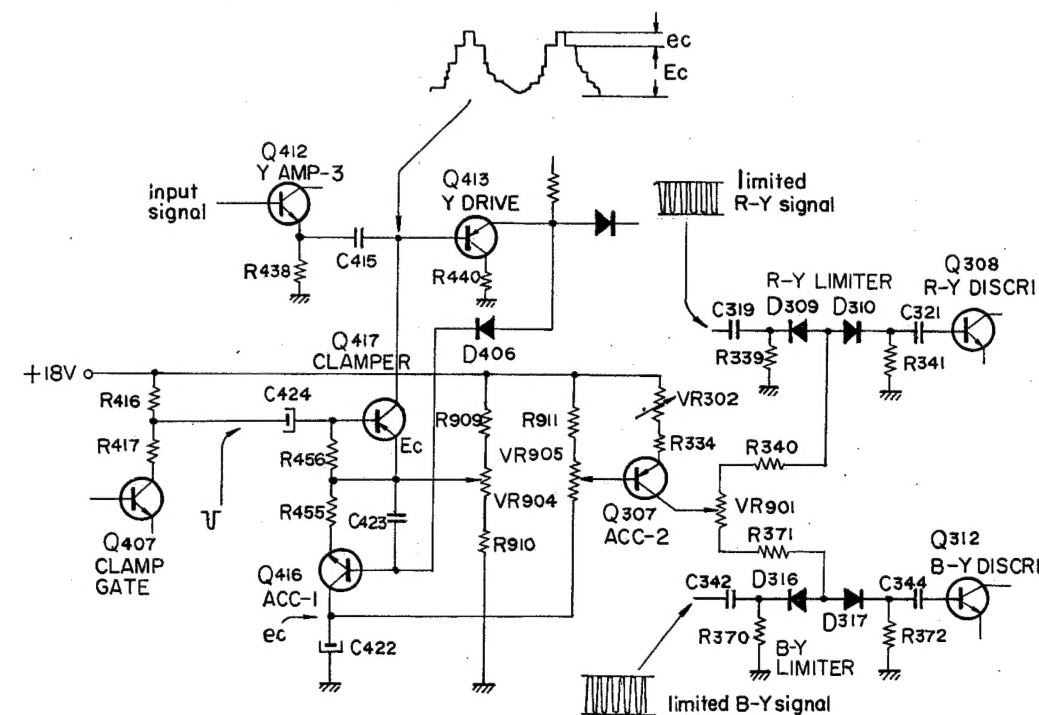 ec
Ec
Q412
Y AMP-3
input
signal
R438
C415
Q413
Y DRIVE
R440
D406
limited
R-Y signal
R-Y LIMITER
D309
D310
C319
R339
C321
R341
Q308
R-Y DISCRI
Q417
CLAMPER
+18V
R416
R417
C424
R456
Ec
R455
C423
R909
VR904
R910
R911
VR905
VR302
R334
Q307
ACC-2
R340
VR901
R371
Q407
CLAMP
GATE
Q416
ACC-1
ec
C422
Q312
B-Y DISCRI
C342
D316
D317
C344
R370
R372
B-Y
LIMITER
limited B-Y signal